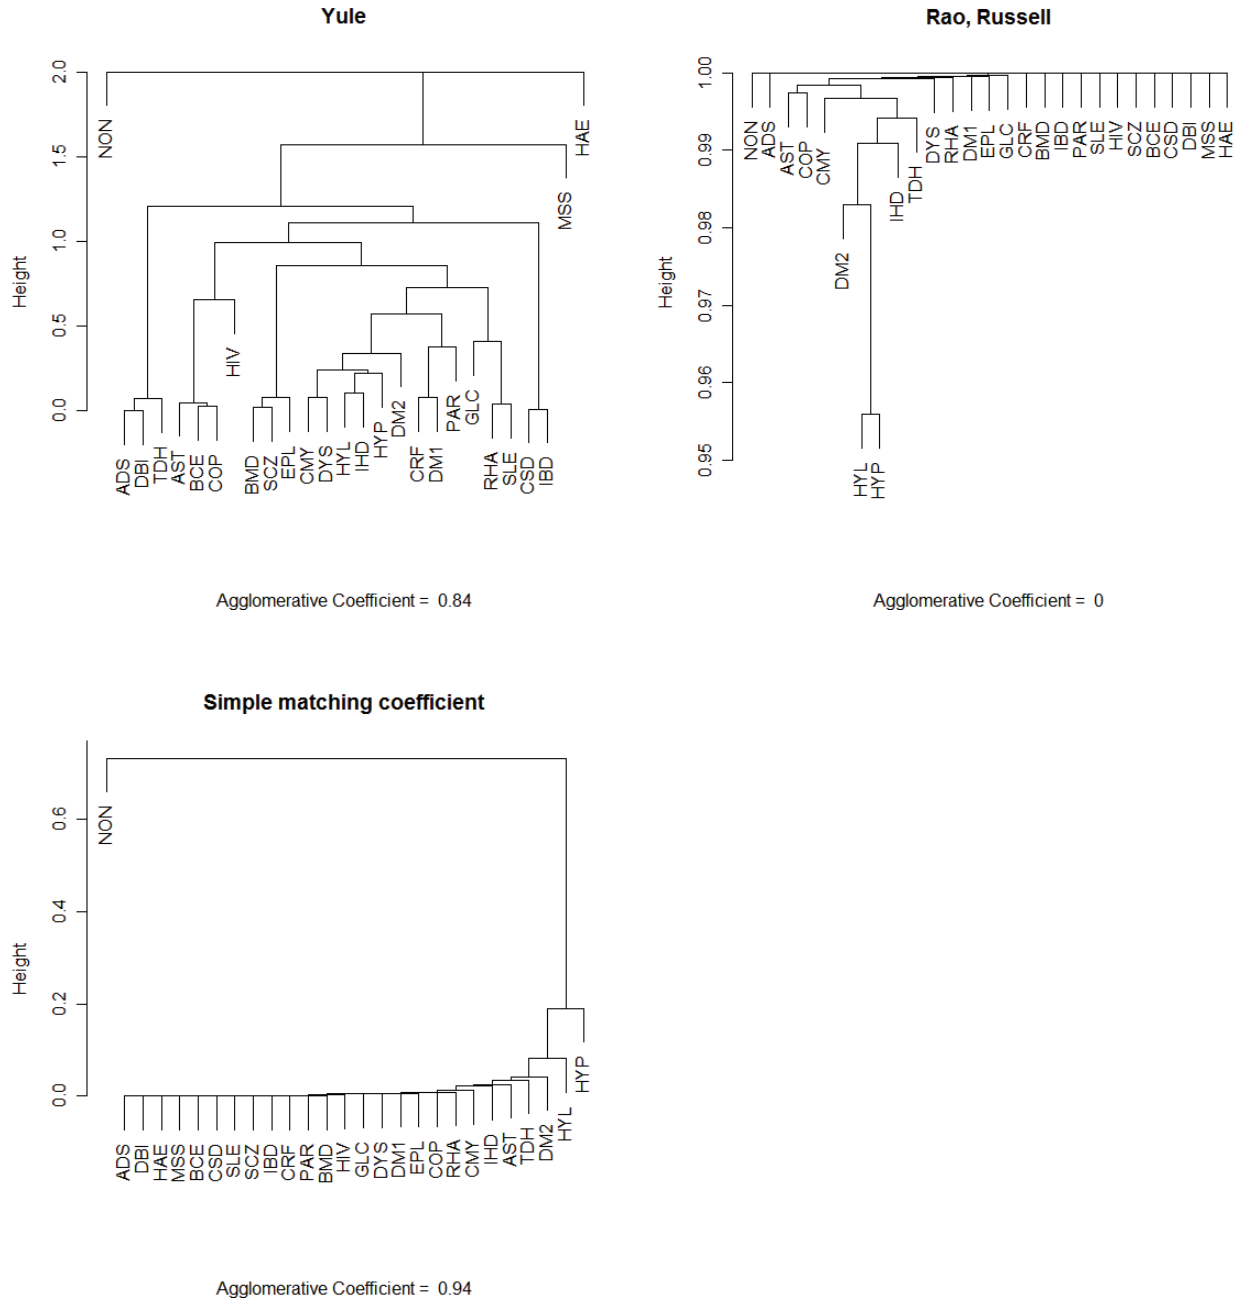 Yule
Height
2.0
1.5
1.0
0.5
0.0
NON
HAE
MSS
HIV
ADS
DBI
TDH
AST
BCE
COP
BMD
SCZ
EPL
CMY
DYS
HYL
IHD
HYP
DM2
CRF
DM1
PAR
GLC
RHA
SLE
CSD
IBD
Agglomerative Coefficient = 0.84
Rao, Russell
Height
1.00
0.99
0.98
0.97
0.96
0.95
NON
ADS
AST
COP
CMY
DM2
HYL
HYP
IHD
TDH
DYS
RHA
DM1
EPL
GLC
CRF
BMD
IBD
PAR
SLE
HIV
SCZ
BCE
CSD
DBI
MSS
HAE
Agglomerative Coefficient = 0
Simple matching coefficient
Height
0.6
0.4
0.2
0.0
NON
ADS
DBI
HAE
MSS
BCE
CSD
SLE
SCZ
IBD
CRF
PAR
BMD
HIV
GLC
DYS
DM1
EPL
COP
RHA
CMY
IHD
AST
TDH
DM2
HYL
HYP
Agglomerative Coefficient = 0.94